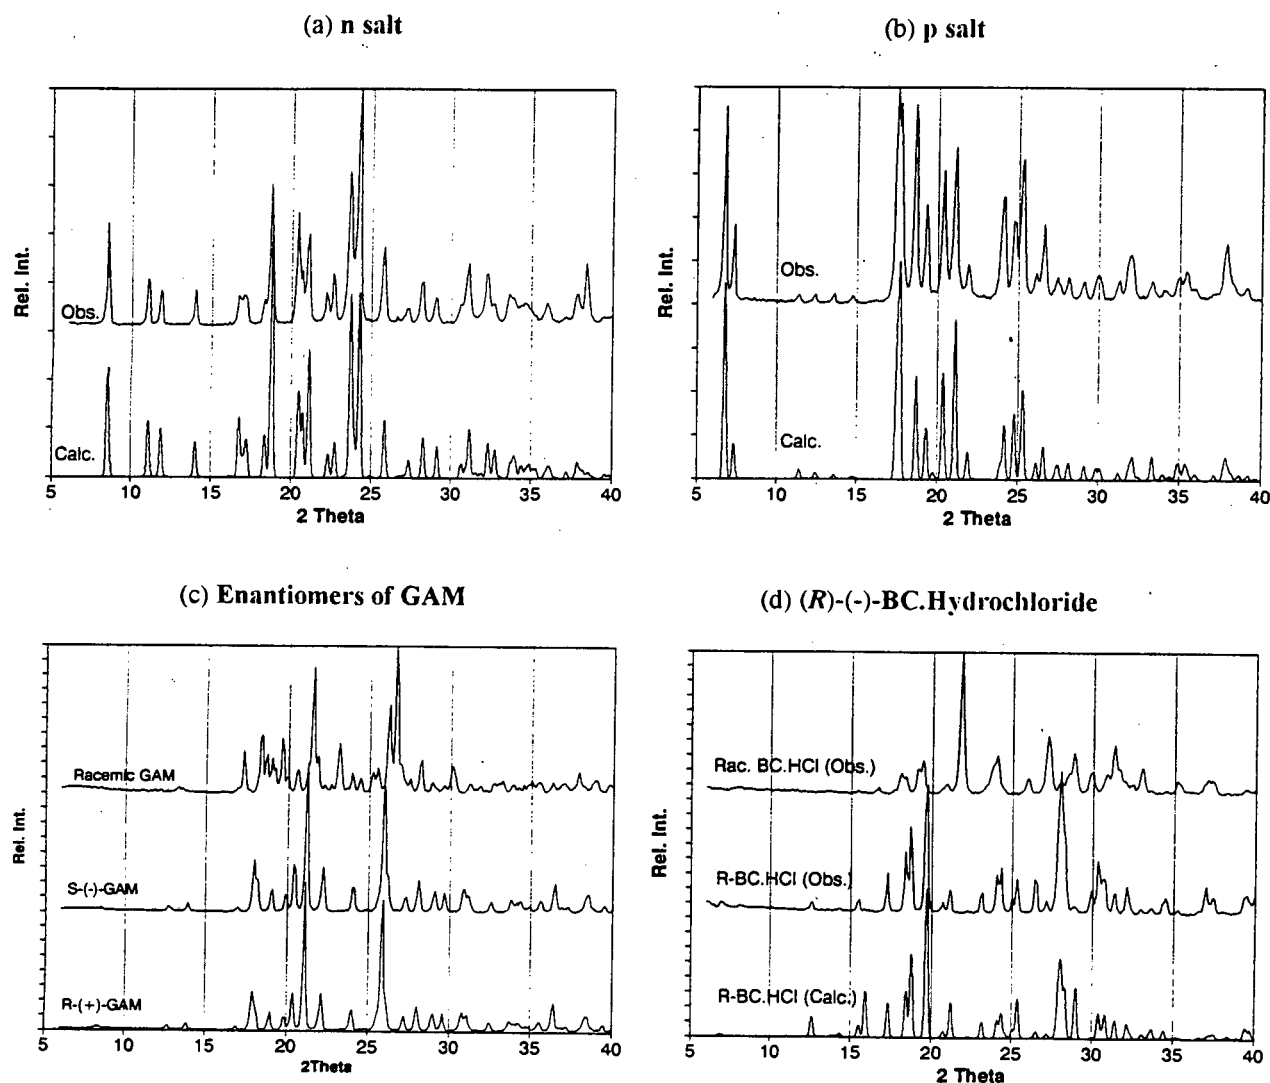 (a) n salt
(b) p salt
Rel. Int.
Obs.
Calc.
5 10 15 20 25 30 35 40
2 Theta
Rel. Int.
Obs.
Calc.
5 10 15 20 25 30 35 40
2 Theta
(c) Enantiomers of GAM
(d) (R)-(-)-BC.Hydrochloride
Rel. Int.
Racemic GAM
S-(-)-GAM
R-(+)-GAM
5 10 15 20 25 30 35 40
2Theta
Rel. Int.
Rac. BC.HCl (Obs.)
R-BC.HCl (Obs.)
R-BC.HCl (Calc.)
5 10 15 20 25 30 35 40
2 Theta